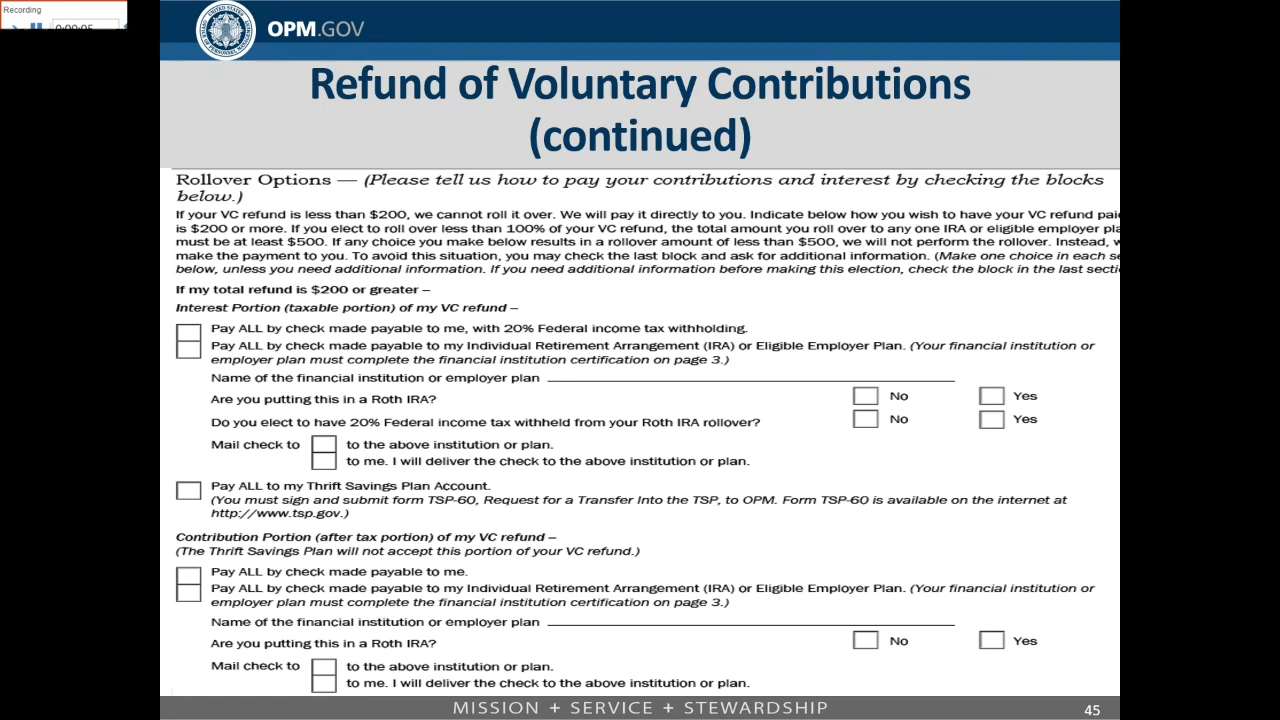 Recording
0:00:05
OPM.GOV
Refund of Voluntary Contributions
(continued)
Rollover Options — (Please tell us how to pay your contributions and interest by checking the blocks
below.)
If your VC refund is less than $200, we cannot roll it over. We will pay it directly to you. Indicate below how you wish to have your VC refund
is $200 or more. If you elect to roll over less than 100% of your VC refund, the total amount you roll over to any one IRA or eligible employer
must be at least $500. If any choice you make below results in a rollover amount of less than $500, we will not perform the rollover. Instead,
make the payment to you. To avoid this situation, you may check the last block and ask for additional information. (Make one choice in each
below, unless you need additional information. If you need additional information before making this election, check the block in the last
If my total refund is $200 or greater –
Interest Portion (taxable portion) of my VC refund –
Pay ALL by check made payable to me, with 20% Federal income tax withholding.
Pay ALL by check made payable to my Individual Retirement Arrangement (IRA) or Eligible Employer Plan. (Your financial institution or
employer plan must complete the financial institution certification on page 3.)
Name of the financial institution or employer plan
Are you putting this in a Roth IRA? No Yes
Do you elect to have 20% Federal income tax withheld from your Roth IRA rollover? No Yes
Mail check to to the above institution or plan.
to me. I will deliver the check to the above institution or plan.
Pay ALL to my Thrift Savings Plan Account.
(You must sign and submit form TSP-60, Request for a Transfer Into the TSP, to OPM. Form TSP-60 is available on the internet at
http://www.tsp.gov.)
Contribution Portion (after tax portion) of my VC refund –
(The Thrift Savings Plan will not accept this portion of your VC refund.)
Pay ALL by check made payable to me.
Pay ALL by check made payable to my Individual Retirement Arrangement (IRA) or Eligible Employer Plan. (Your financial institution or
employer plan must complete the financial institution certification on page 3.)
Name of the financial institution or employer plan
Are you putting this in a Roth IRA? No Yes
Mail check to to the above institution or plan.
to me. I will deliver the check to the above institution or plan.
MISSION + SERVICE + STEWARDSHIP
45